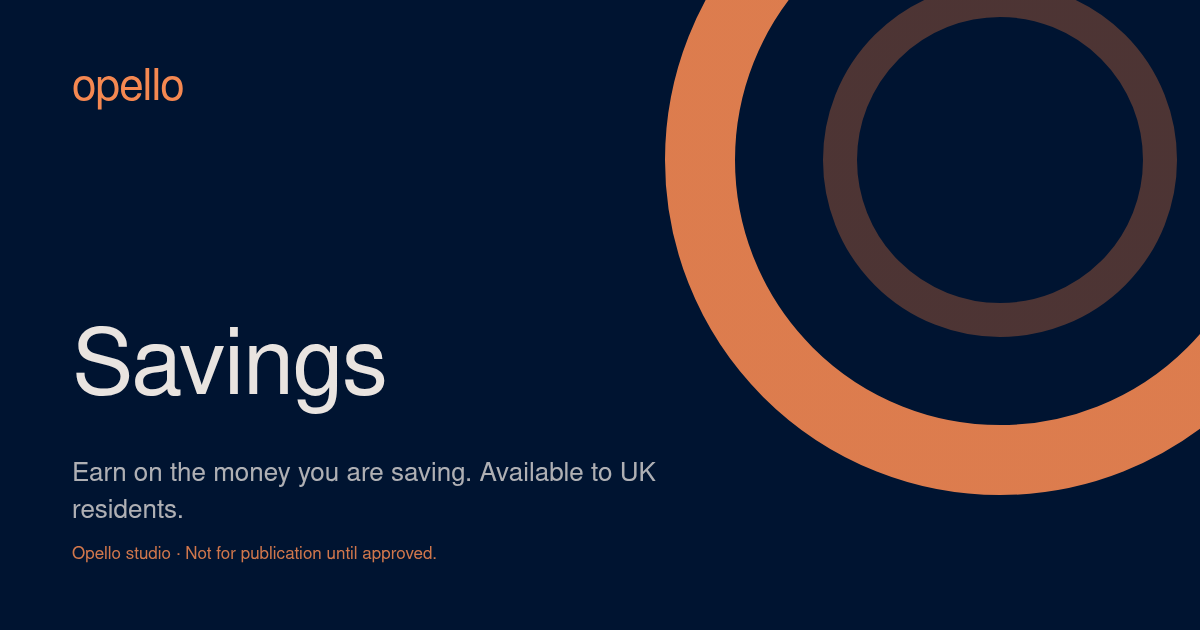 opello
Savings
Earn on the money you are saving. Available to UK
residents.
Opello studio · Not for publication until approved.